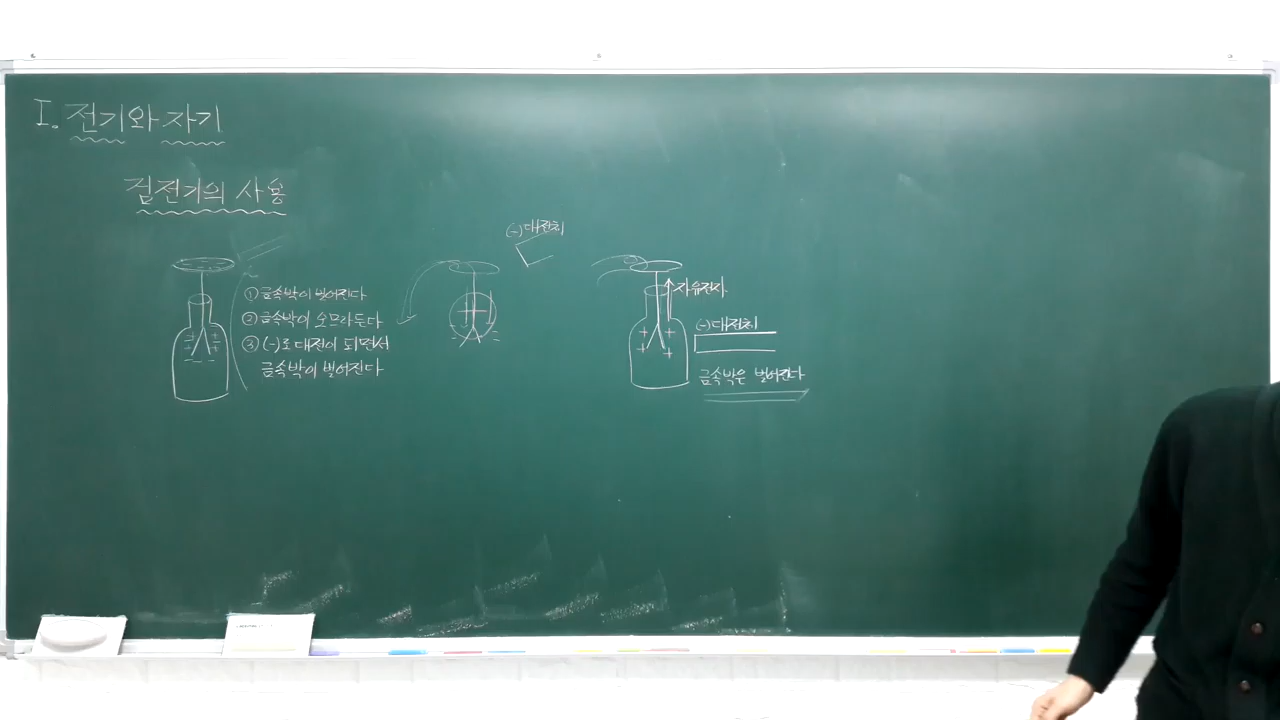 I. 전기와 자기
검전기의 사용
① 금속박이 벌어진다
② 금속박이 오므라든다
③ (-)로 대전이 되면서
금속박이 벌어진다
(-)대전체
자유전자
(-)대전체
금속박은 벌어진다